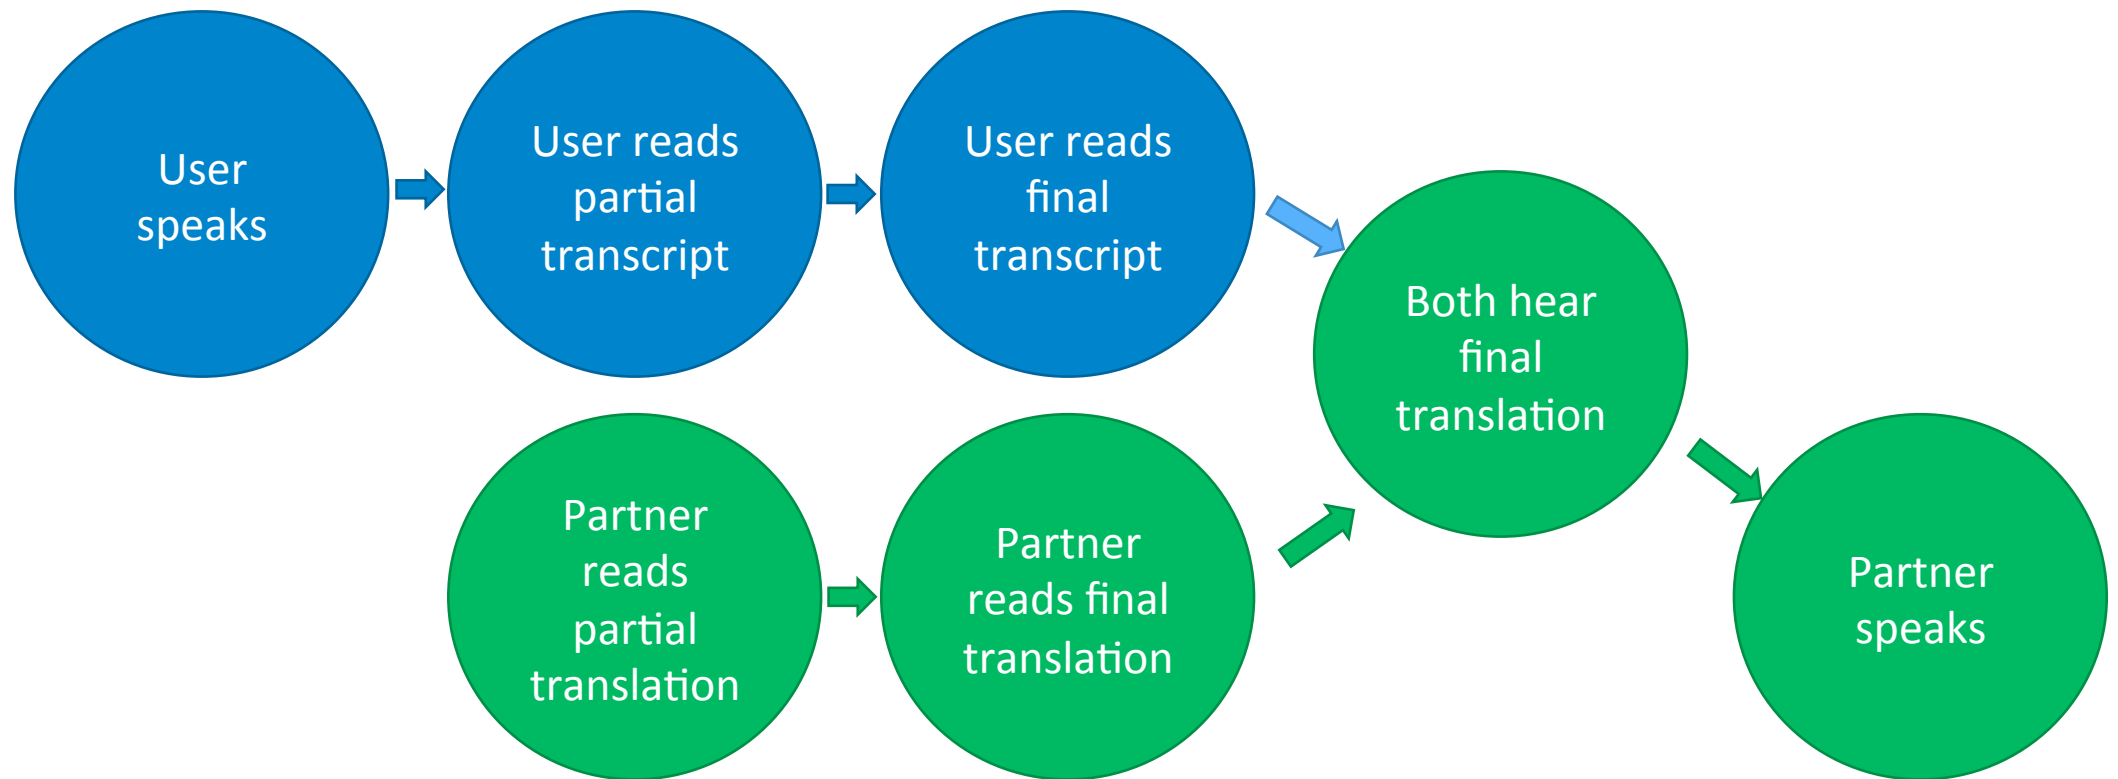 User
speaks
User reads
partial
transcript
User reads
final
transcript
Both hear
final
translation
Partner
reads
partial
translation
Partner
reads final
translation
Partner
speaks